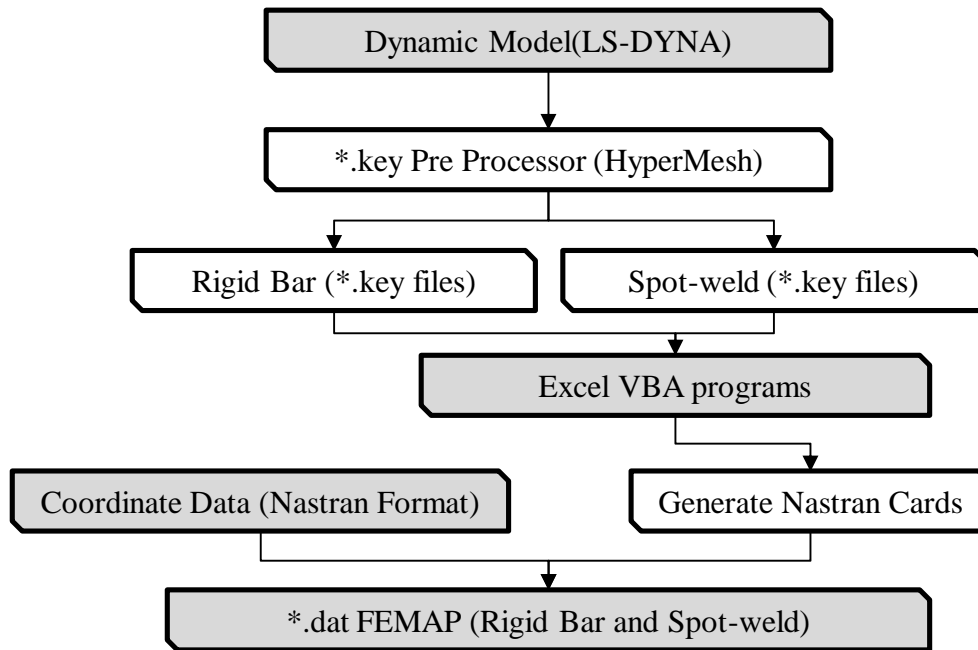 Dynamic Model(LS-DYNA)
*.key Pre Processor (HyperMesh)
Rigid Bar (*.key files)
Spot-weld (*.key files)
Excel VBA programs
Coordinate Data (Nastran Format)
Generate Nastran Cards
*.dat FEMAP (Rigid Bar and Spot-weld)